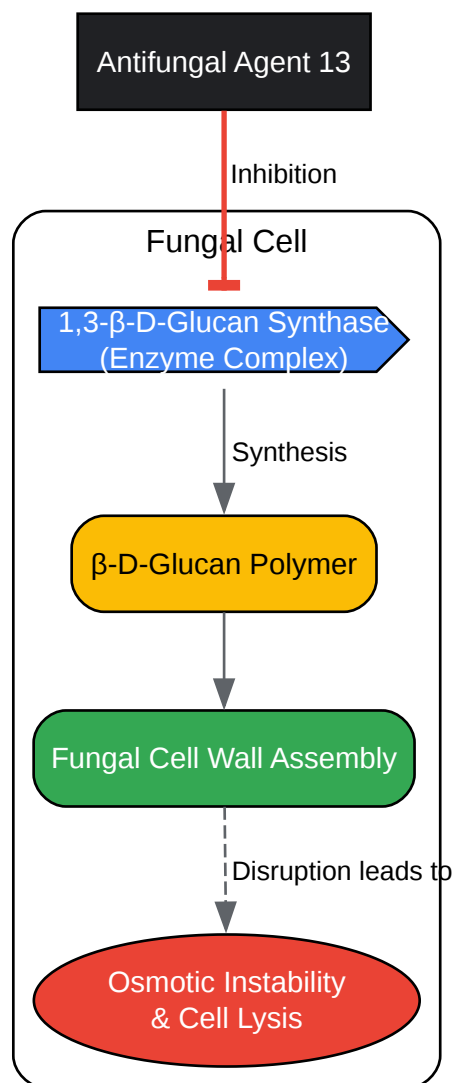 Antifungal Agent 13
Inhibition
Fungal Cell
1,3-β-D-Glucan Synthase
(Enzyme Complex)
Synthesis
β-D-Glucan Polymer
Fungal Cell Wall Assembly
Disruption leads to
Osmotic Instability
& Cell Lysis